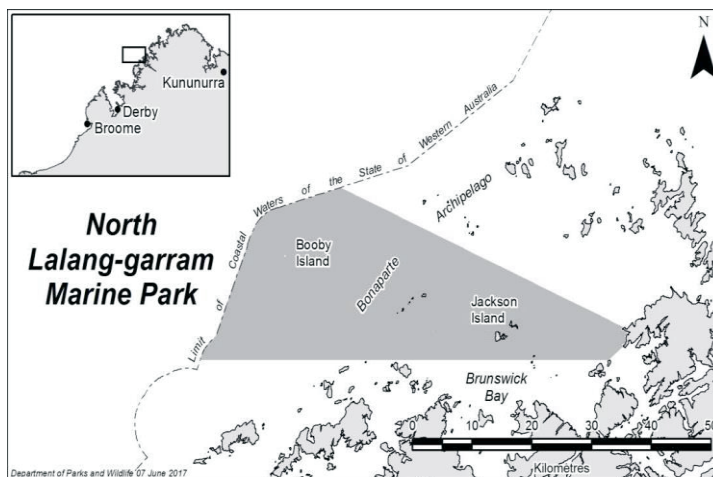 Kununurra
Derby
Broome
N
Limit of Coastal Waters of the State of Western Australia
Archipelago
North
Lalang-garram
Marine Park
Booby
Island
Bonaparte
Jackson
Island
Brunswick
Bay
0 10 20 30 40 50
Kilometres
Department of Parks and Wildlife 07 June 2017